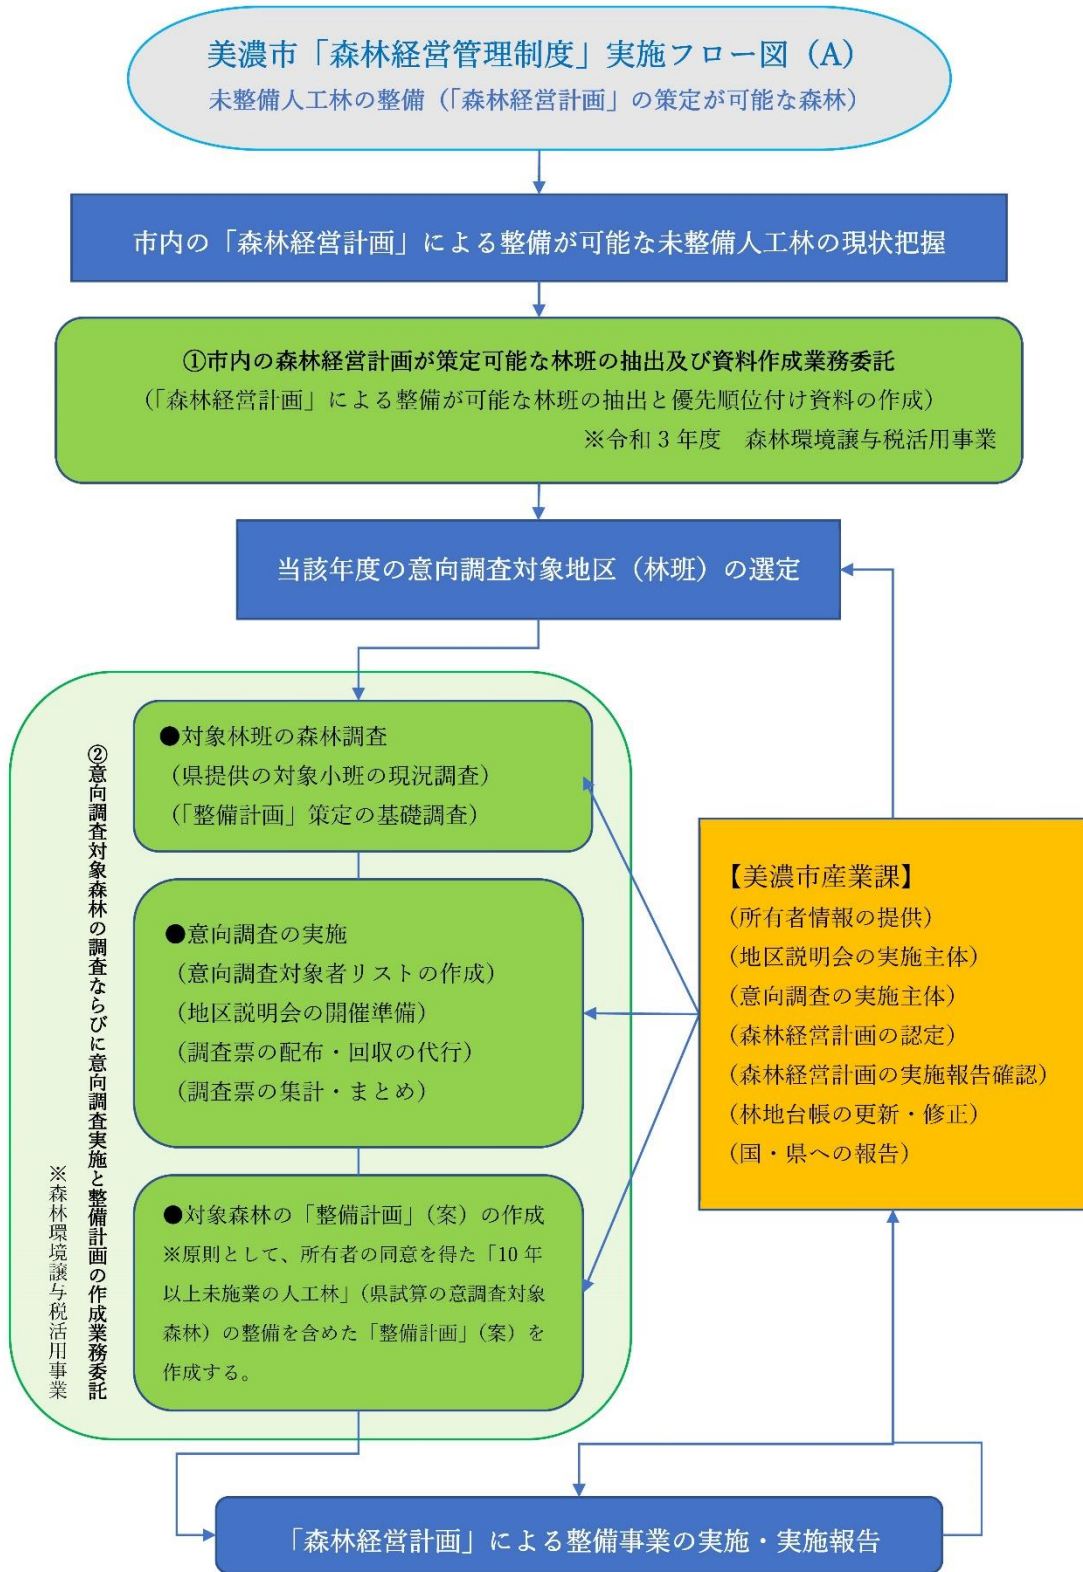 美濃市「森林経営管理制度」実施フロー図（A）
未整備人工林の整備（「森林経営計画」の策定が可能な森林）
市内の「森林経営計画」による整備が可能な未整備人工林の現状把握
①市内の森林経営計画が策定可能な林班の抽出及び資料作成業務委託
（「森林経営計画」による整備が可能な林班の抽出と優先順位付け資料の作成）
※令和3年度　森林環境譲与税活用事業
当該年度の意向調査対象地区（林班）の選定
②意向調査対象森林の調査ならびに意向調査実施と整備計画の作成業務委託
※森林環境譲与税活用事業
●対象林班の森林調査
（県提供の対象小班の現況調査）
（「整備計画」策定の基礎調査）
●意向調査の実施
（意向調査対象者リストの作成）
（地区説明会の開催準備）
（調査票の配布・回収の代行）
（調査票の集計・まとめ）
●対象森林の「整備計画」（案）の作成
※原則として、所有者の同意を得た「10年
以上未施業の人工林」（県試算の意調査対象
森林）の整備を含めた「整備計画」（案）を
作成する。
【美濃市産業課】
（所有者情報の提供）
（地区説明会の実施主体）
（意向調査の実施主体）
（森林経営計画の認定）
（森林経営計画の実施報告確認）
（林地台帳の更新・修正）
（国・県への報告）
「森林経営計画」による整備事業の実施・実施報告